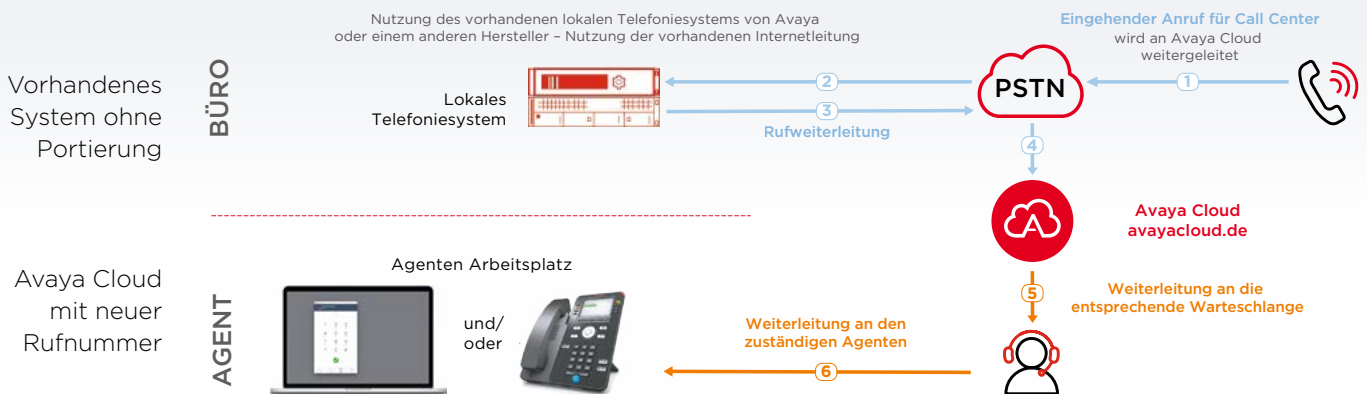 Nutzung des vorhandenen lokalen Telefoniesystems von Avaya
oder einem anderen Hersteller – Nutzung der vorhandenen Internetleitung
Eingehender Anruf für Call Center
wird an Avaya Cloud
weitergeleitet
Vorhandenes
System ohne
Portierung
BÜRO
Lokales
Telefoniesystem
2
3
Rufweiterleitung
PSTN
1
4
Avaya Cloud
avayacloud.de
Avaya Cloud
mit neuer
Rufnummer
AGENT
Agenten Arbeitsplatz
und/
oder
Weiterleitung an den
zuständigen Agenten
6
5
Weiterleitung an die
entsprechende Warteschlange